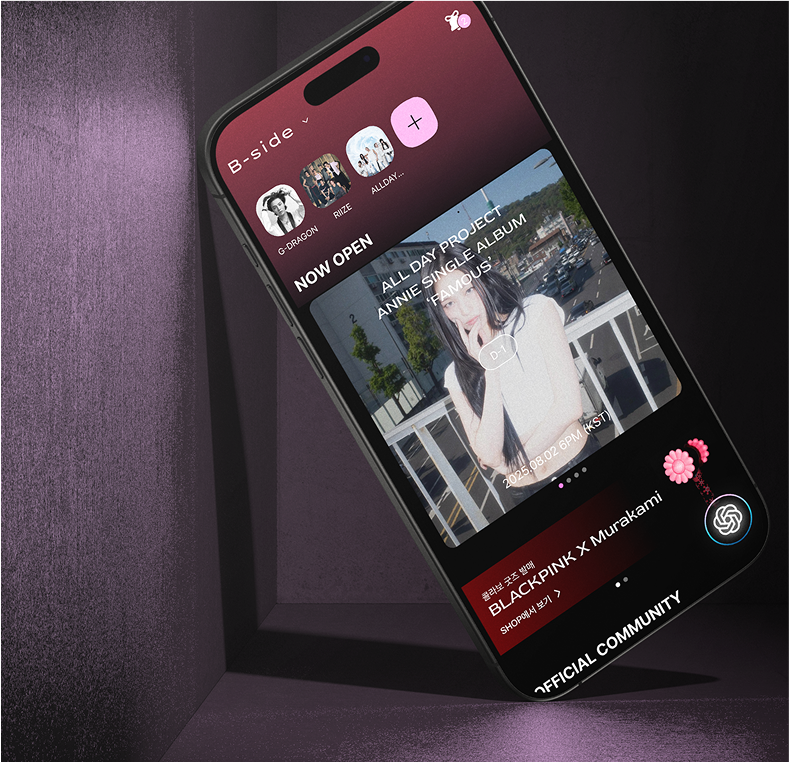 B-side
G-DRAGON
RIIZE
ALLDAY...
NOW OPEN
ALL DAY PROJECT
ANNIE SINGLE ALBUM
'FAMOUS'
D-1
2025.08.02 6PM (KST)
콜라보 굿즈 발매
BLACKPINK X Murakami
SHOP에서 보기
OFFICIAL COMMUNITY